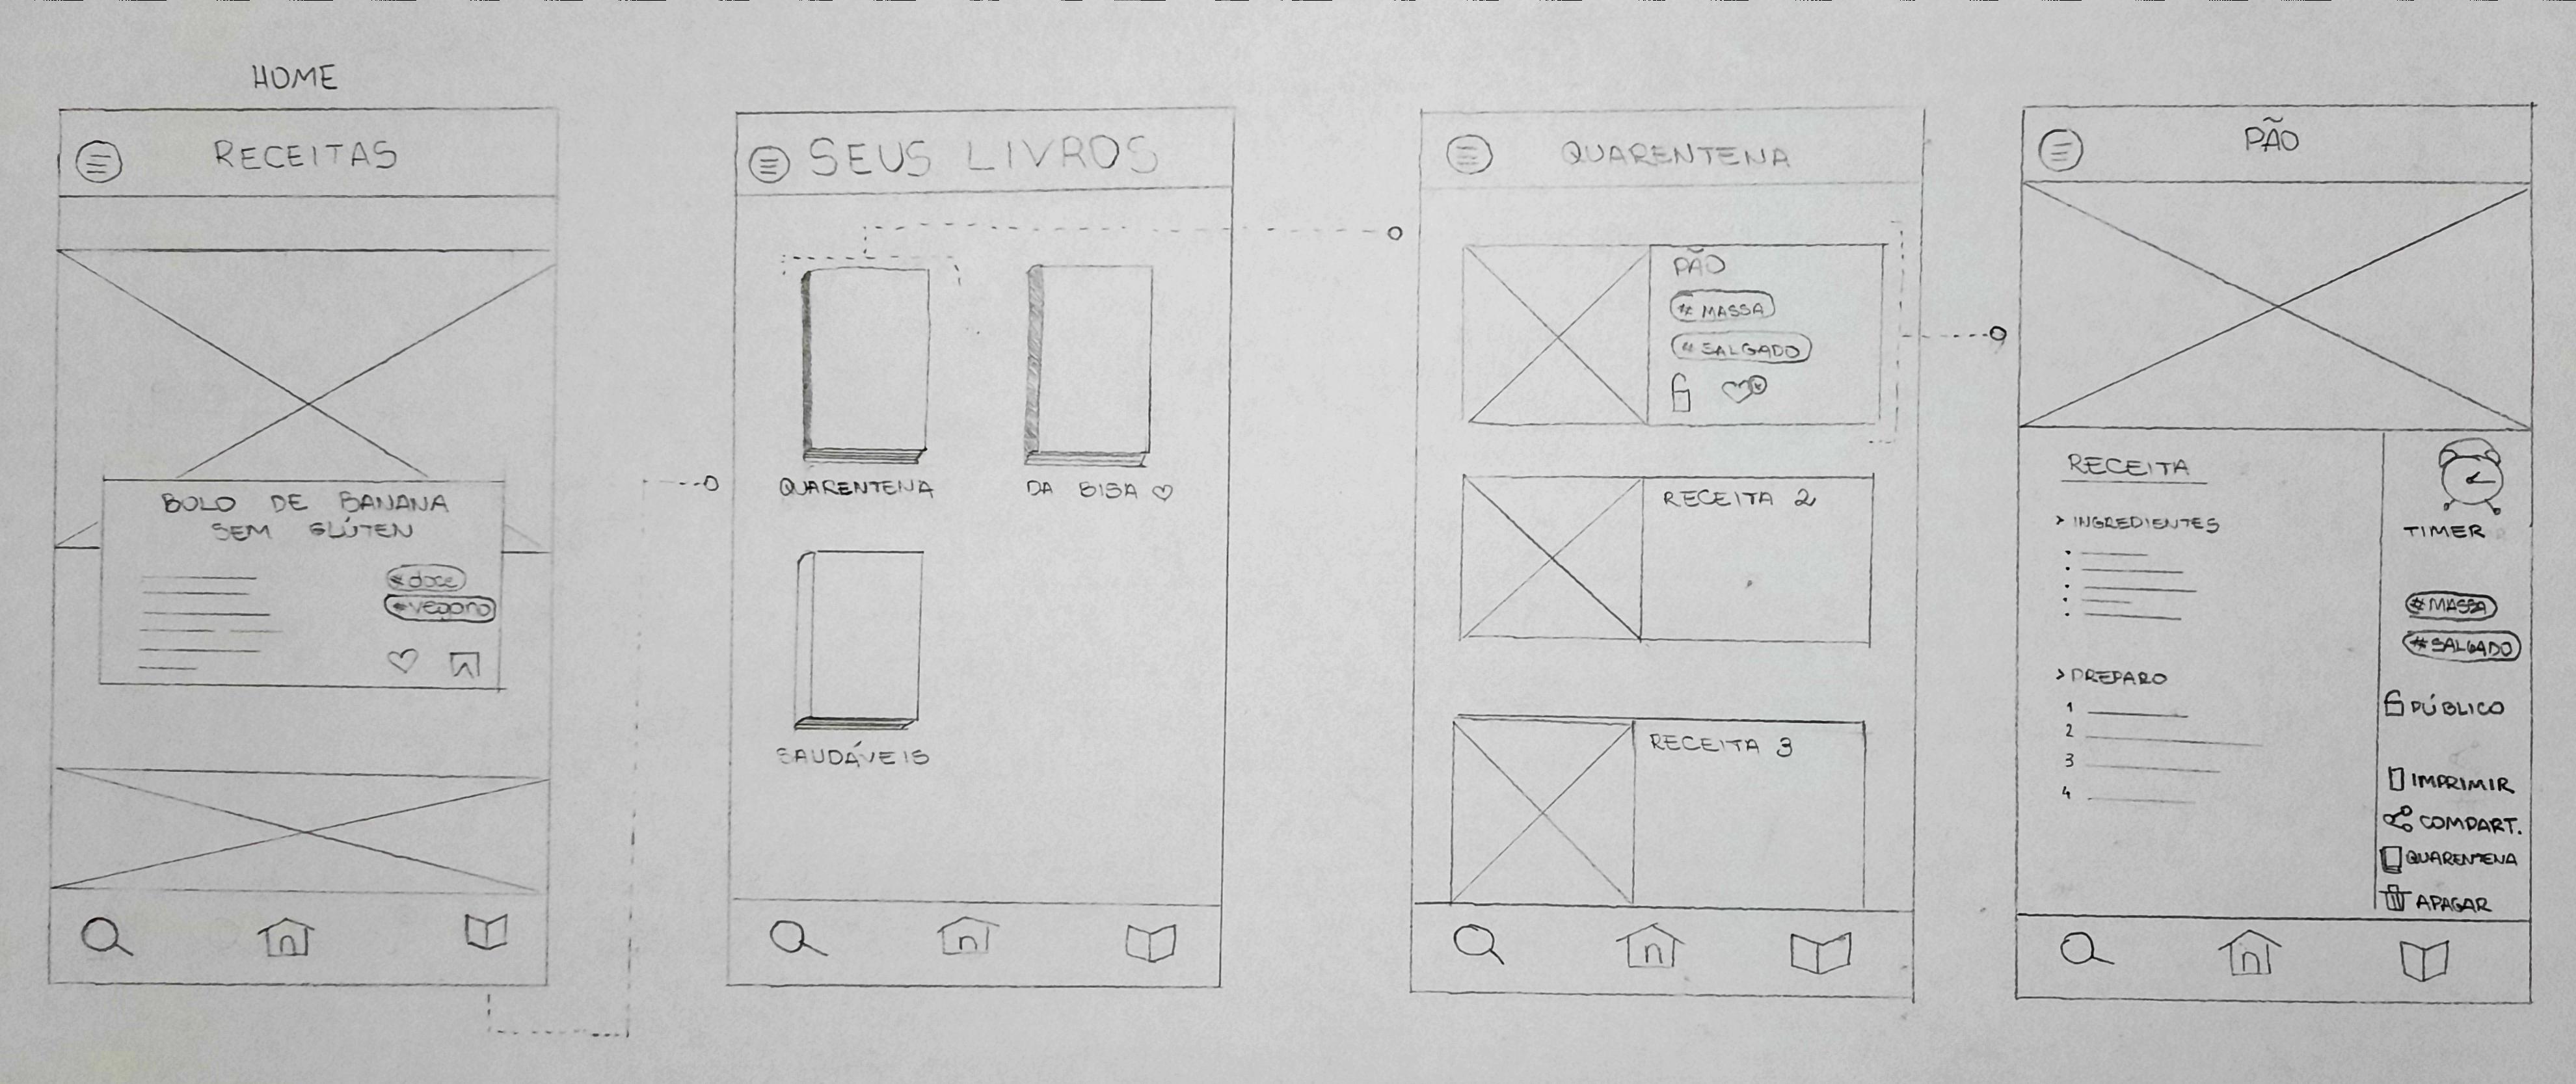 HOME
RECEITAS
BOLO DE BANANA
SEM GLÚTEN
#doce
#vegano
SEUS LIVROS
QUARENTENA
DA BISA ♡
SAUDÁVEIS
QUARENTENA
PÃO
# MASSA
# SALGADO
RECEITA 2
RECEITA 3
PÃO
RECEITA
> INGREDIENTES
> PREPARO
1
2
3
4
TIMER
#MASSA
#SALGADO
PÚBLICO
IMPRIMIR
COMPART.
QUARENTENA
APAGAR